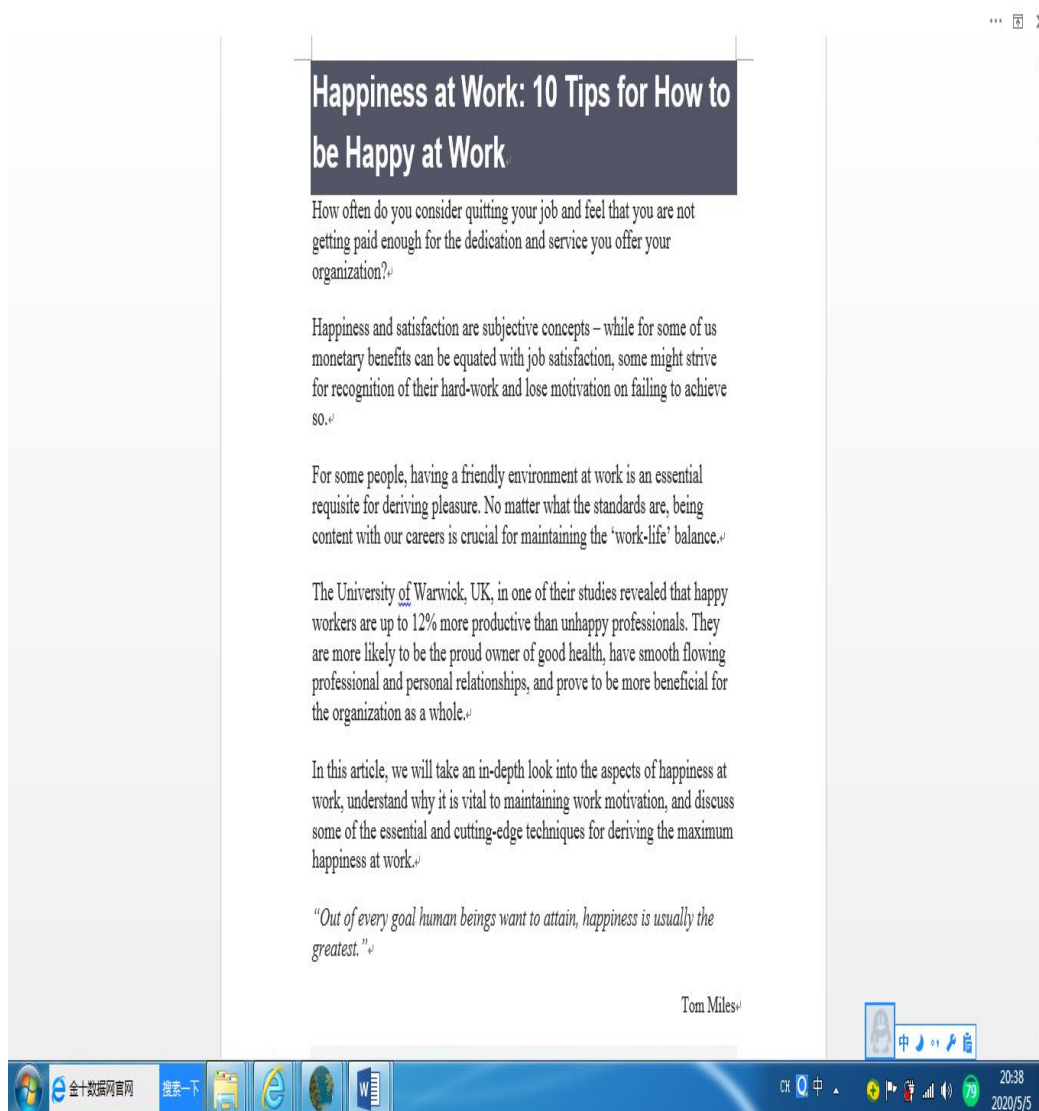 Happiness at Work: 10 Tips for How to
be Happy at Work
How often do you consider quitting your job and feel that you are not
getting paid enough for the dedication and service you offer your
organization?
Happiness and satisfaction are subjective concepts – while for some of us
monetary benefits can be equated with job satisfaction, some might strive
for recognition of their hard-work and lose motivation on failing to achieve
so.
For some people, having a friendly environment at work is an essential
requisite for deriving pleasure. No matter what the standards are, being
content with our careers is crucial for maintaining the ‘work-life’ balance.
The University of Warwick, UK, in one of their studies revealed that happy
workers are up to 12% more productive than unhappy professionals. They
are more likely to be the proud owner of good health, have smooth flowing
professional and personal relationships, and prove to be more beneficial for
the organization as a whole.
In this article, we will take an in-depth look into the aspects of happiness at
work, understand why it is vital to maintaining work motivation, and discuss
some of the essential and cutting-edge techniques for deriving the maximum
happiness at work.
“Out of every goal human beings want to attain, happiness is usually the
greatest.”
Tom Miles
中
金十数据网官网 搜索一下 CH 中 79 20:38
2020/5/5